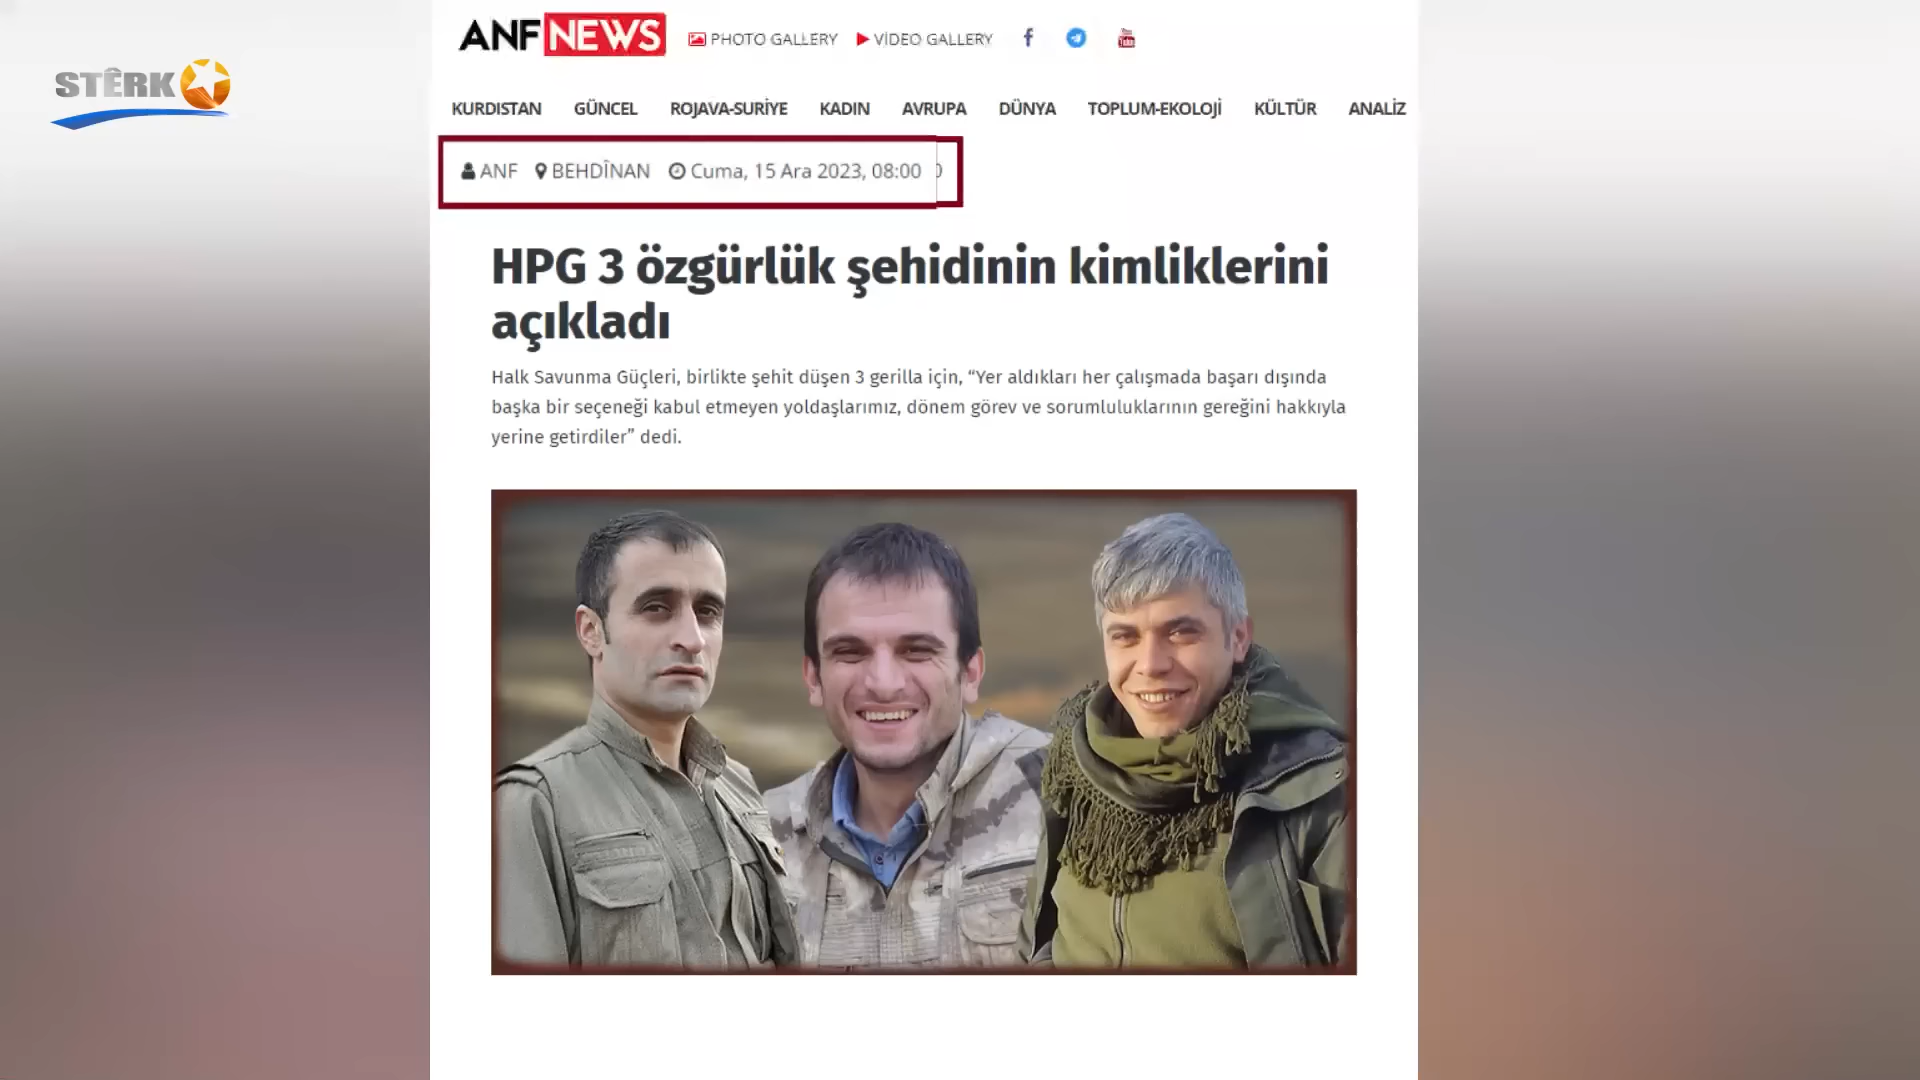 STÊRK
ANF NEWS PHOTO GALLERY VİDEO GALLERY
KURDISTAN GÜNCEL ROJAVA-SURİYE KADIN AVRUPA DÜNYA TOPLUM-EKOLOJİ KÜLTÜR ANALİZ
ANF BEHDÎNAN Cuma, 15 Ara 2023, 08:00
HPG 3 özgürlük şehidinin kimliklerini
açıkladı
Halk Savunma Güçleri, birlikte şehit düşen 3 gerilla için, “Yer aldıkları her çalışmada başarı dışında
başka bir seçeneği kabul etmeyen yoldaşlarımız, dönem görev ve sorumluluklarının gereğini hakkıyla
yerine getirdiler” dedi.